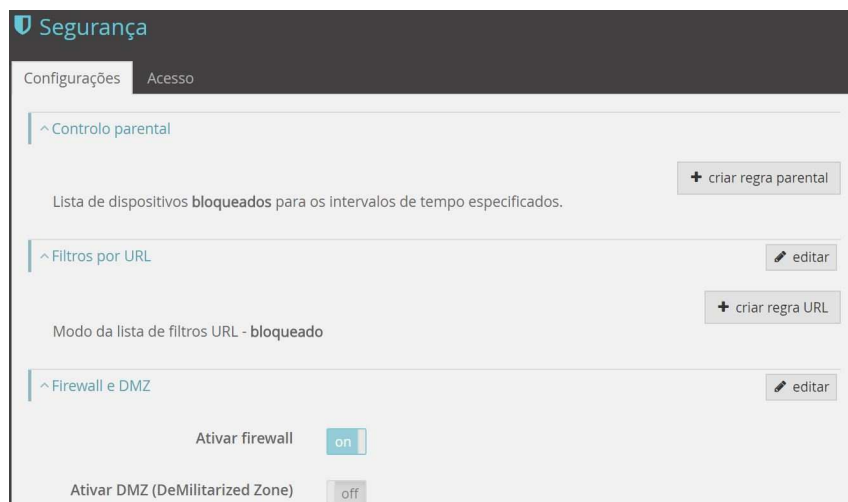 Segurança
Configurações Acesso
Controlo parental
+ criar regra parental
Lista de dispositivos bloqueados para os intervalos de tempo especificados.
Filtros por URL editar
+ criar regra URL
Modo da lista de filtros URL - bloqueado
Firewall e DMZ editar
Ativar firewall on
Ativar DMZ (DeMilitarized Zone) off